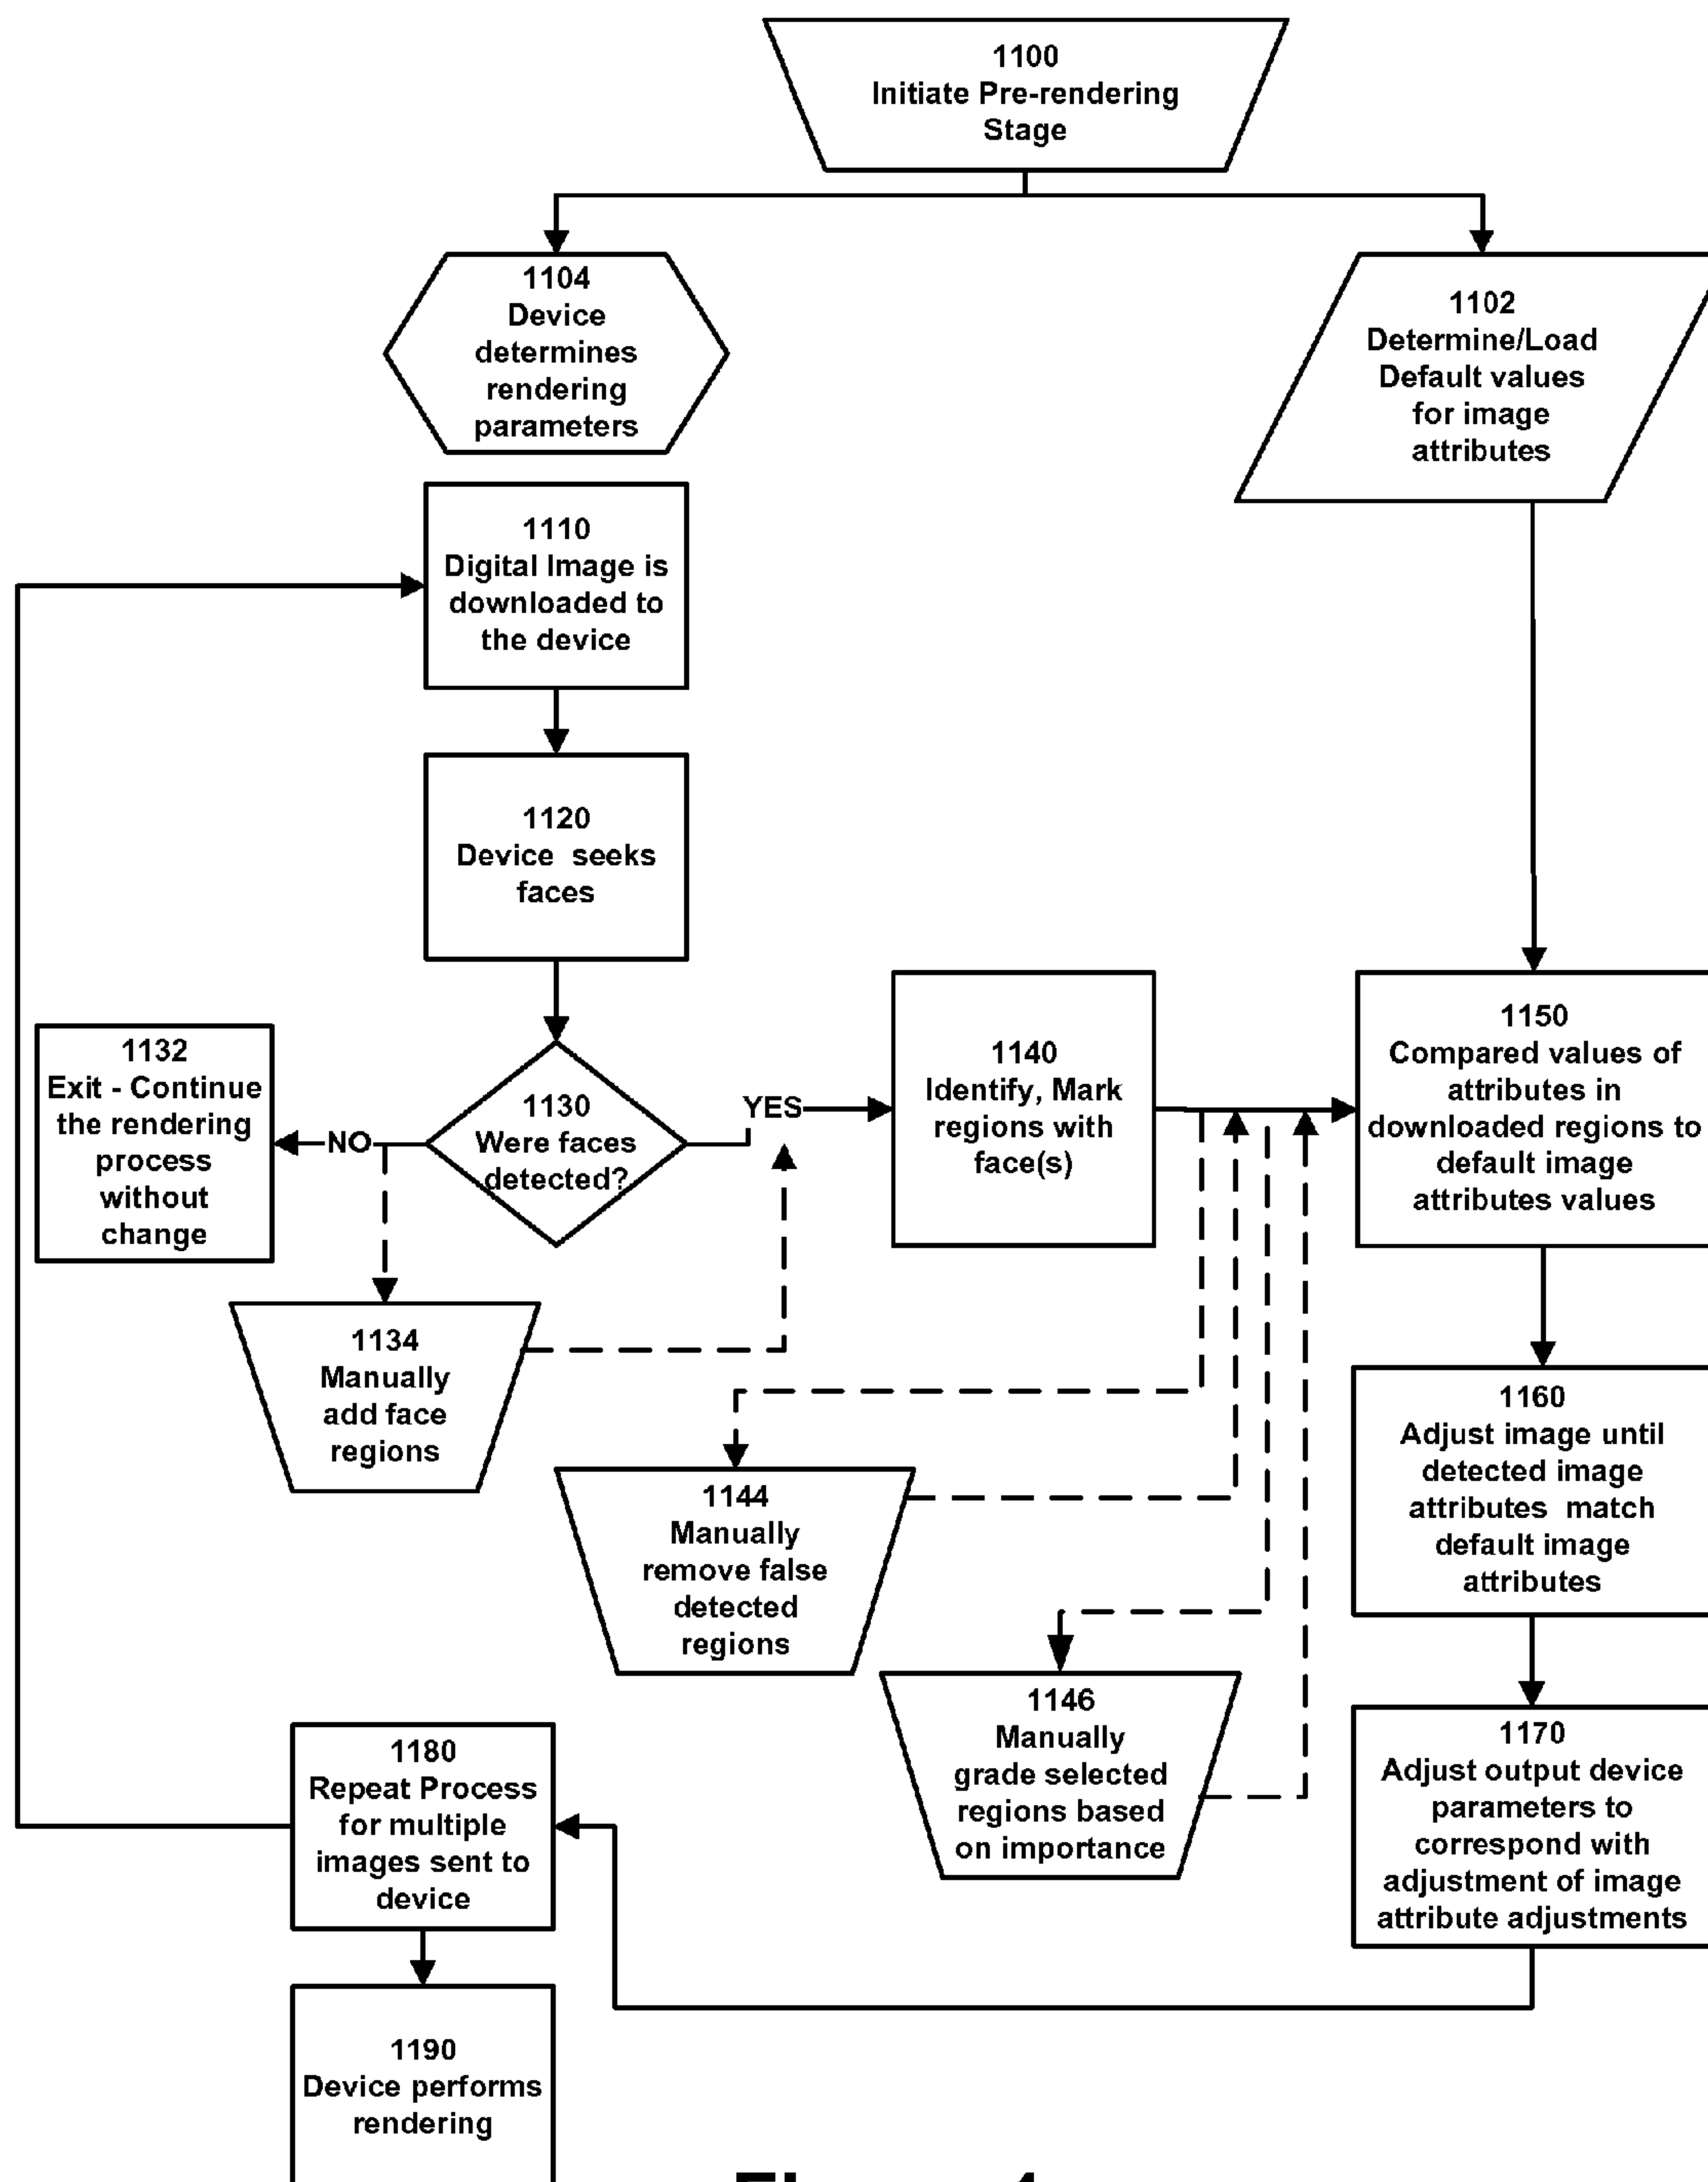 1100
Initiate Pre-rendering
Stage
1104
Device
determines
rendering
parameters
1102
Determine/Load
Default values
for image
attributes
1110
Digital Image is
downloaded to
the device
1120
Device seeks
faces
1132
Exit - Continue
the rendering
process
without
change
NO
1130
Were faces
detected?
YES
1140
Identify, Mark
regions with
face(s)
1150
Compared values of
attributes in
downloaded regions to
default image
attributes values
1134
Manually
add face
regions
1144
Manually
remove false
detected
regions
1160
Adjust image until
detected image
attributes match
default image
attributes
1146
Manually
grade selected
regions based
on importance
1170
Adjust output device
parameters to
correspond with
adjustment of image
attribute adjustments
1180
Repeat Process
for multiple
images sent to
device
1190
Device performs
rendering